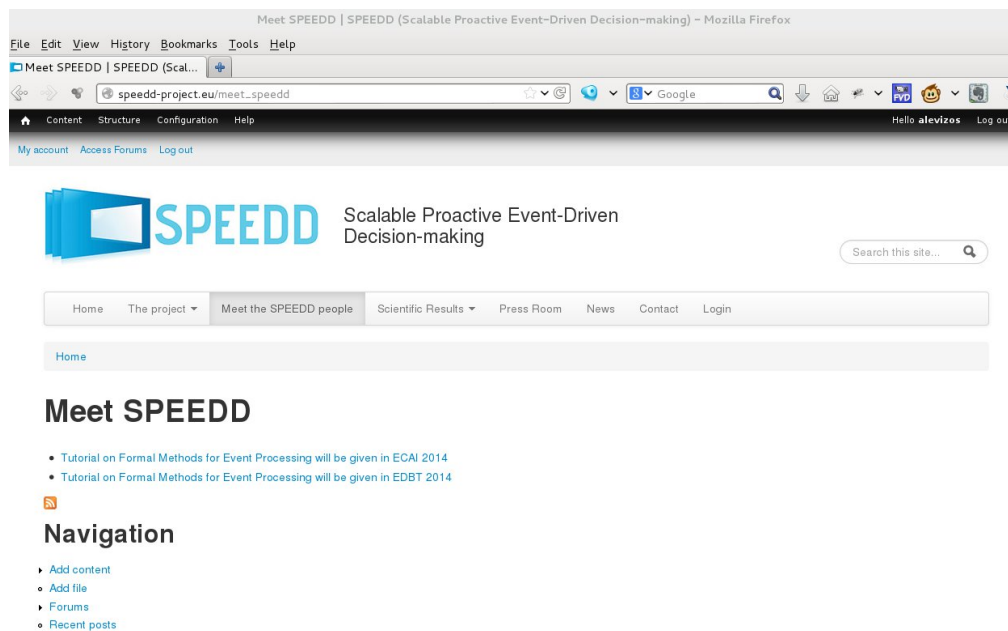 Meet SPEEDD | SPEEDD (Scalable Proactive Event-Driven Decision-making) - Mozilla Firefox
File Edit View History Bookmarks Tools Help
Meet SPEEDD | SPEEDD (Scal...
speedd-project.eu/meet_speedd Google FVD
Content Structure Configuration Help Hello alevizos Log ou
My account Access Forums Log out
SPEEDD Scalable Proactive Event-Driven
Decision-making
Search this site...
Home The project Meet the SPEEDD people Scientific Results Press Room News Contact Login
Home
Meet SPEEDD
Tutorial on Formal Methods for Event Processing will be given in ECAI 2014
Tutorial on Formal Methods for Event Processing will be given in EDBT 2014
Navigation
Add content
Add file
Forums
Recent posts